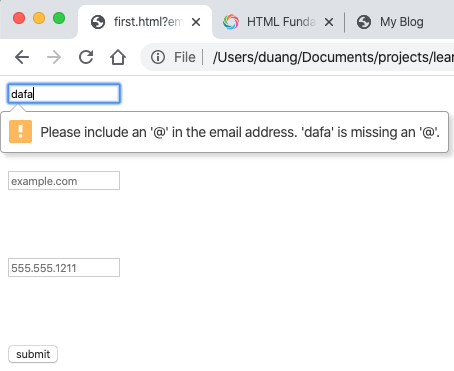 first.html?em
HTML Funda
My Blog
File
/Users/duang/Documents/projects/lear
dafa
Please include an '@' in the email address. 'dafa' is missing an '@'.
example.com
555.555.1211
submit